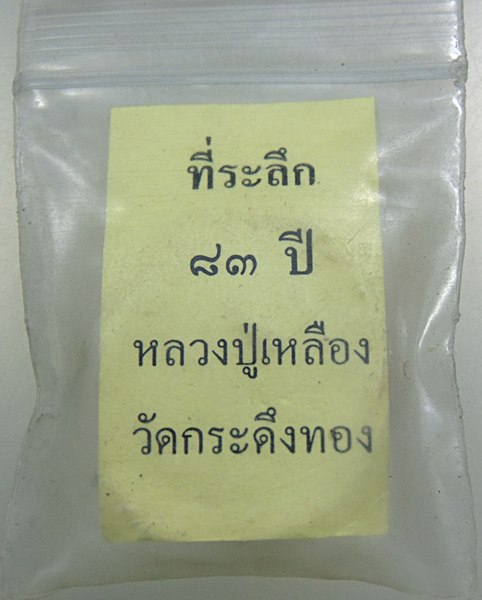 ที่ระลึก
๘๓ ปี
หลวงปู่เหลือง
วัดกระดึงทอง